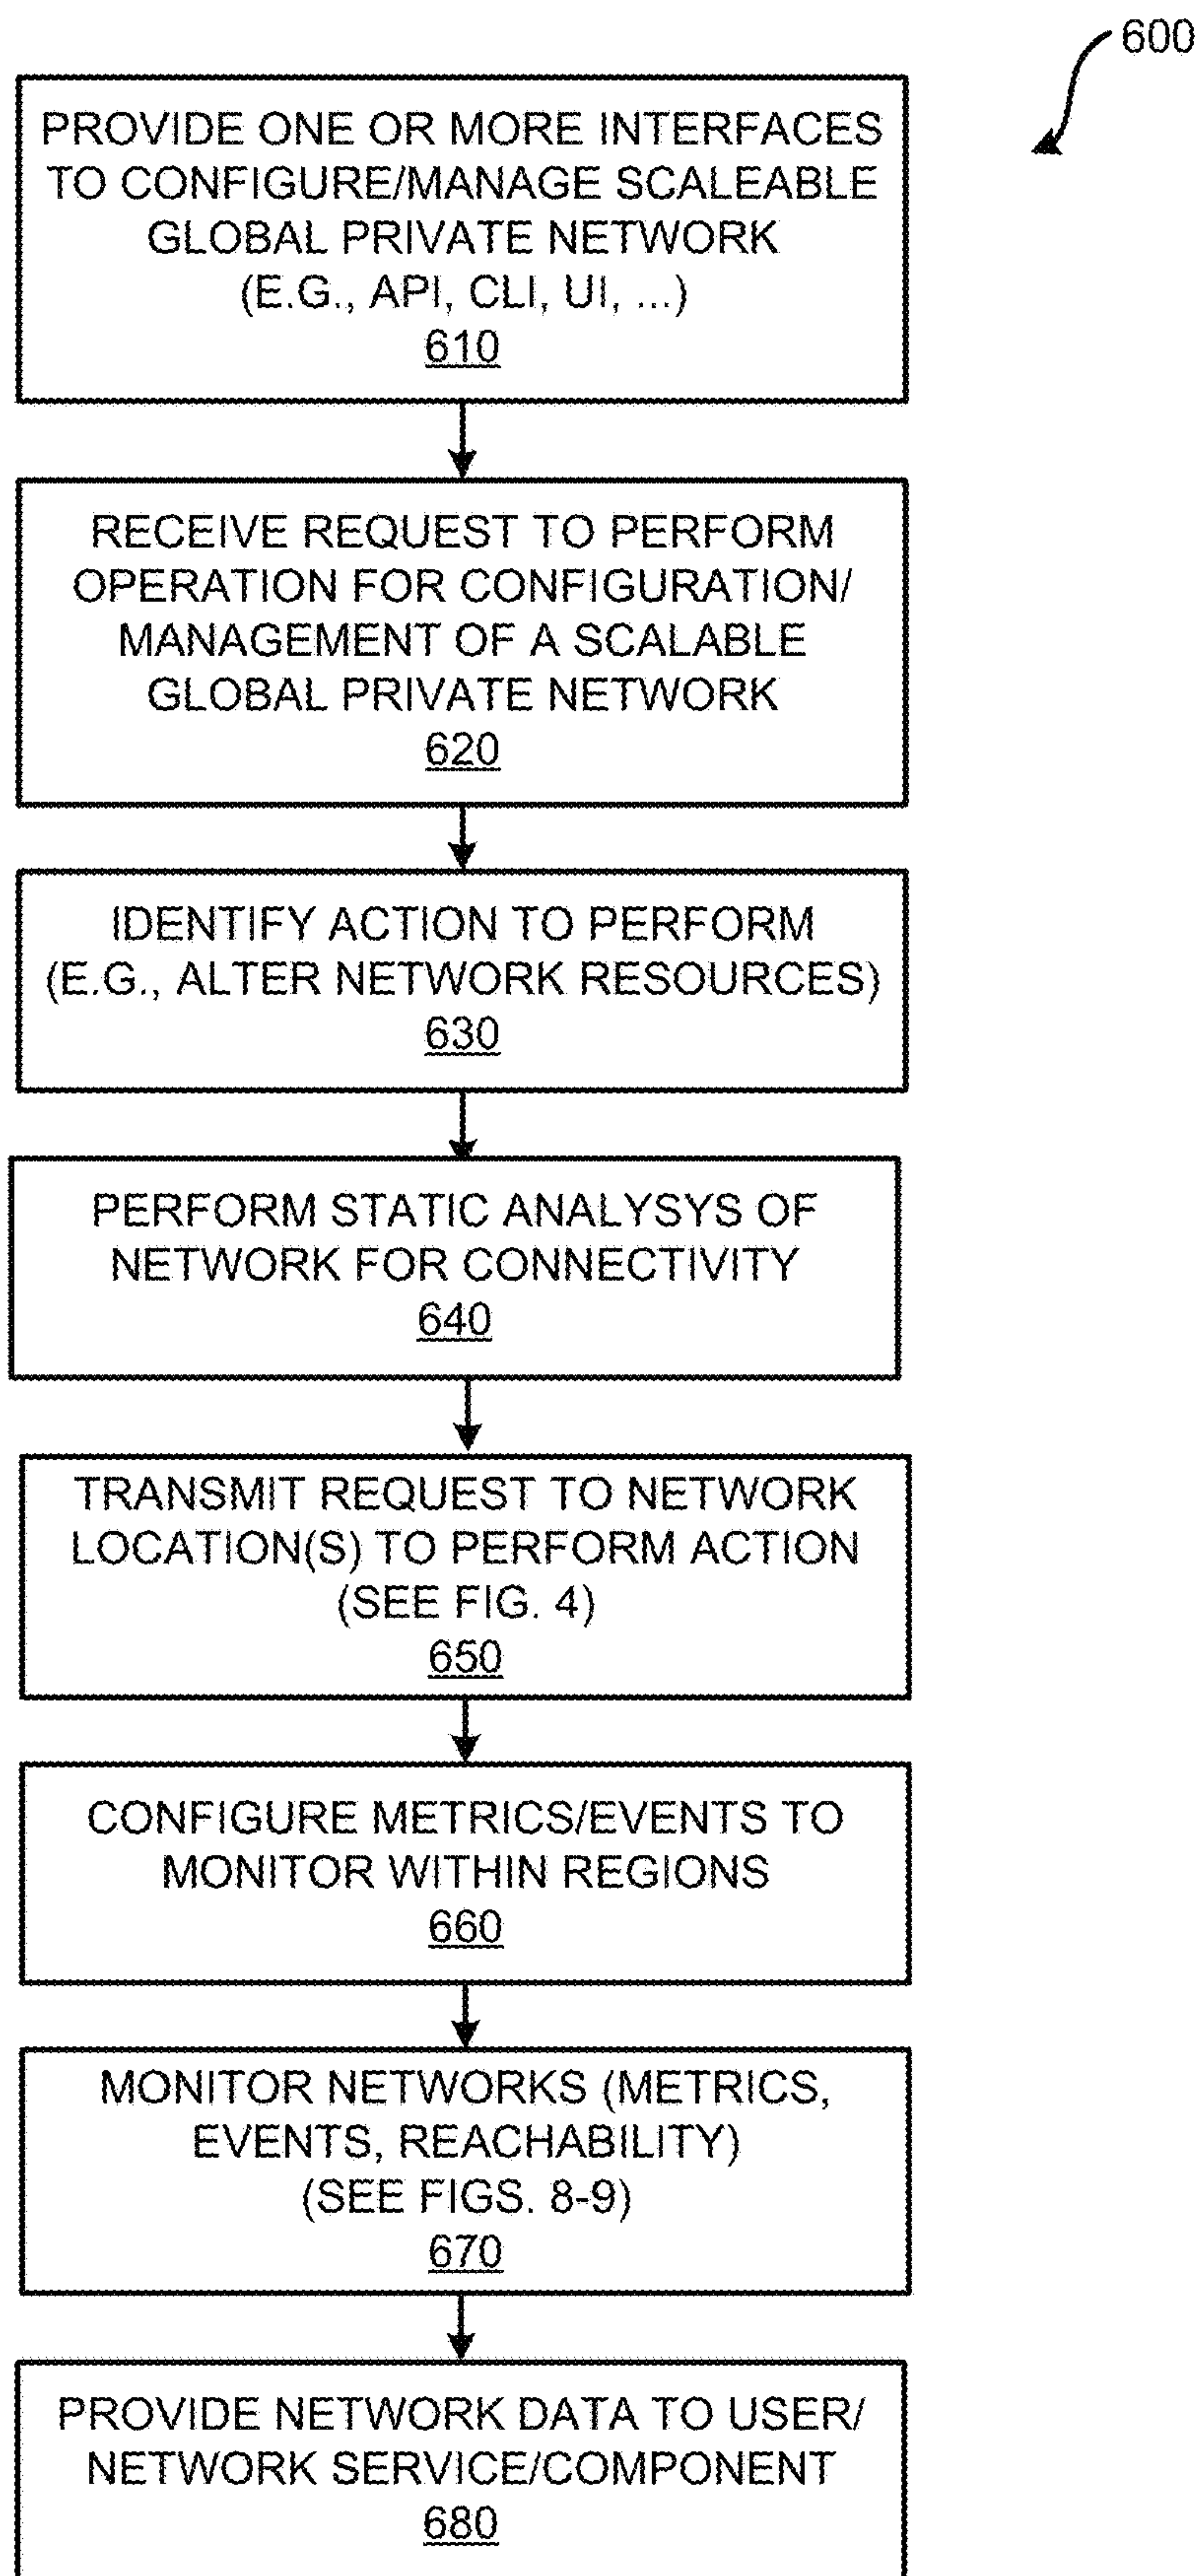 600
PROVIDE ONE OR MORE INTERFACES
TO CONFIGURE/MANAGE SCALEABLE
GLOBAL PRIVATE NETWORK
(E.G., API, CLI, UI, ...)
610
RECEIVE REQUEST TO PERFORM
OPERATION FOR CONFIGURATION/
MANAGEMENT OF A SCALABLE
GLOBAL PRIVATE NETWORK
620
IDENTIFY ACTION TO PERFORM
(E.G., ALTER NETWORK RESOURCES)
630
PERFORM STATIC ANALYSYS OF
NETWORK FOR CONNECTIVITY
640
TRANSMIT REQUEST TO NETWORK
LOCATION(S) TO PERFORM ACTION
(SEE FIG. 4)
650
CONFIGURE METRICS/EVENTS TO
MONITOR WITHIN REGIONS
660
MONITOR NETWORKS (METRICS,
EVENTS, REACHABILITY)
(SEE FIGS. 8-9)
670
PROVIDE NETWORK DATA TO USER/
NETWORK SERVICE/COMPONENT
680